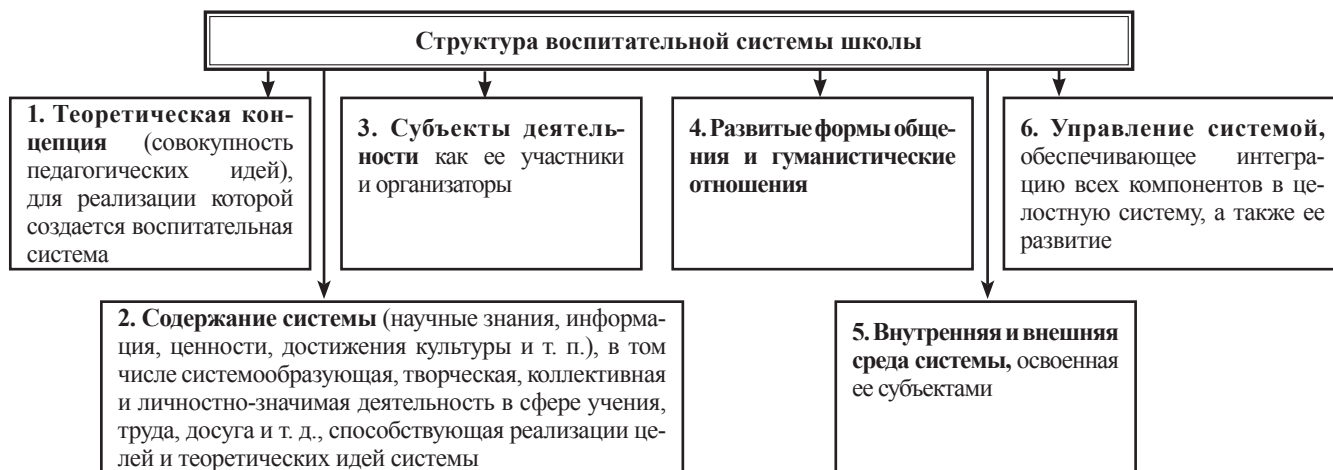 Структура воспитательной системы школы
1. Теоретическая кон-
цепция (совокупность
педагогических идей),
для реализации которой
создается воспитательная
система
2. Содержание системы (научные знания, информа-
ция, ценности, достижения культуры и т. п.), в том
числе системообразующая, творческая, коллективная
и личностно-значимая деятельность в сфере учения,
труда, досуга и т. д., способствующая реализации це-
лей и теоретических идей системы
3. Субъекты деятель-
ности как ее участники
и организаторы
4. Развитые формы обще-
ния и гуманистические
отношения
5. Внутренняя и внешняя
среда системы, освоенная
ее субъектами
6. Управление системой,
обеспечивающее интегра-
цию всех компонентов в це-
лостную систему, а также ее
развитие